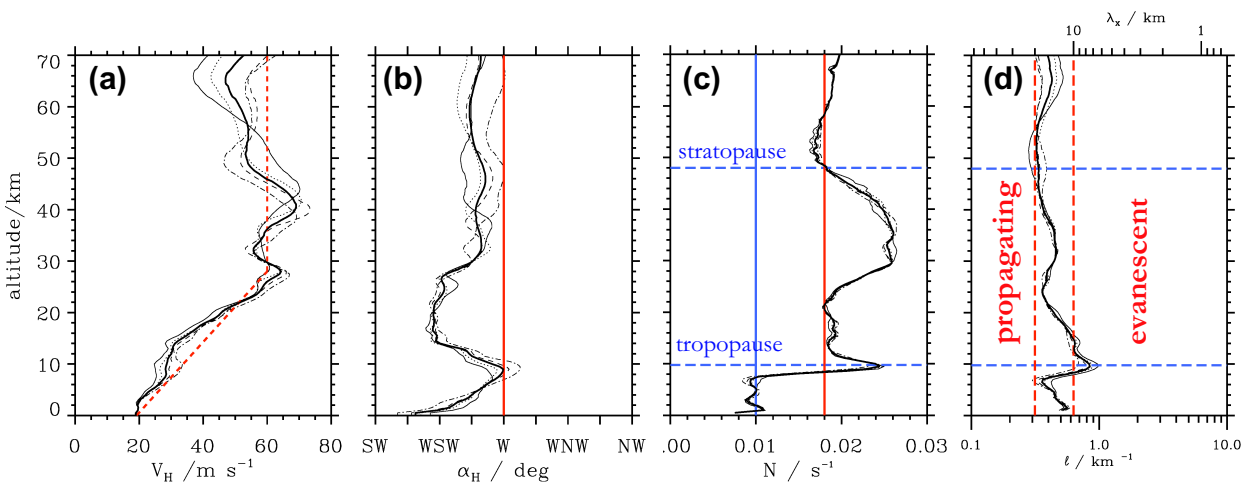 λx / km
10 1
70 (a) (b) (c) (d)
60
50 stratopause
40
30
altitude/km
propagating
evanescent
20
10 tropopause
0
0 20 40 60 80
SW WSW W WNW NW
.00 0.01 0.02 0.03
0.1 1.0 10.0
V_H /m s⁻¹
α_H / deg
N / s⁻¹
ℓ / km⁻¹